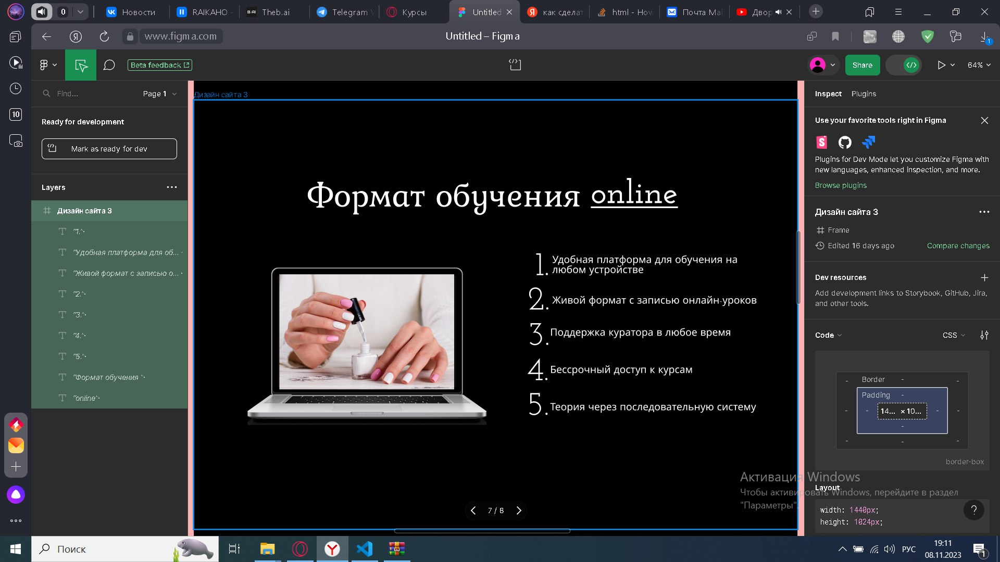 0
Новости
RAIKAHO -
Theb.ai
Telegram
Курсы
Untitled
как сделат
html - How
Почта Mai
Двор
10
www.figma.com
Untitled – Figma
1
Beta feedback
Share
64%
Find...
Page 1
Ready for development
Mark as ready for dev
Layers
Дизайн сайта 3
"1."
"Удобная платформа для об...
"Живой формат с записью о...
"2."
"3."
"4."
"5."
"Формат обучения "
"online"
Дизайн сайта 3
Формат обучения online
1. Удобная платформа для обучения на
любом устройстве
2. Живой формат с записью онлайн-уроков
3. Поддержка куратора в любое время
4. Бессрочный доступ к курсам
5. Теория через последовательную систему
7 / 8
Inspect
Plugins
Use your favorite tools right in Figma
Plugins for Dev Mode let you customize Figma with
new languages, enhanced inspection, and more.
Browse plugins
Дизайн сайта 3
Frame
Edited 16 days ago
Compare changes
Dev resources
Add development links to Storybook, GitHub, Jira,
and other tools.
Code
CSS
Border
-
Padding
-
14... × 10...
border-box
Layout
width: 1440px;
height: 1024px;
?
Активация Windows
Чтобы активировать Windows, перейдите в раздел
"Параметры".
Поиск
РУС
19:11
08.11.2023
1